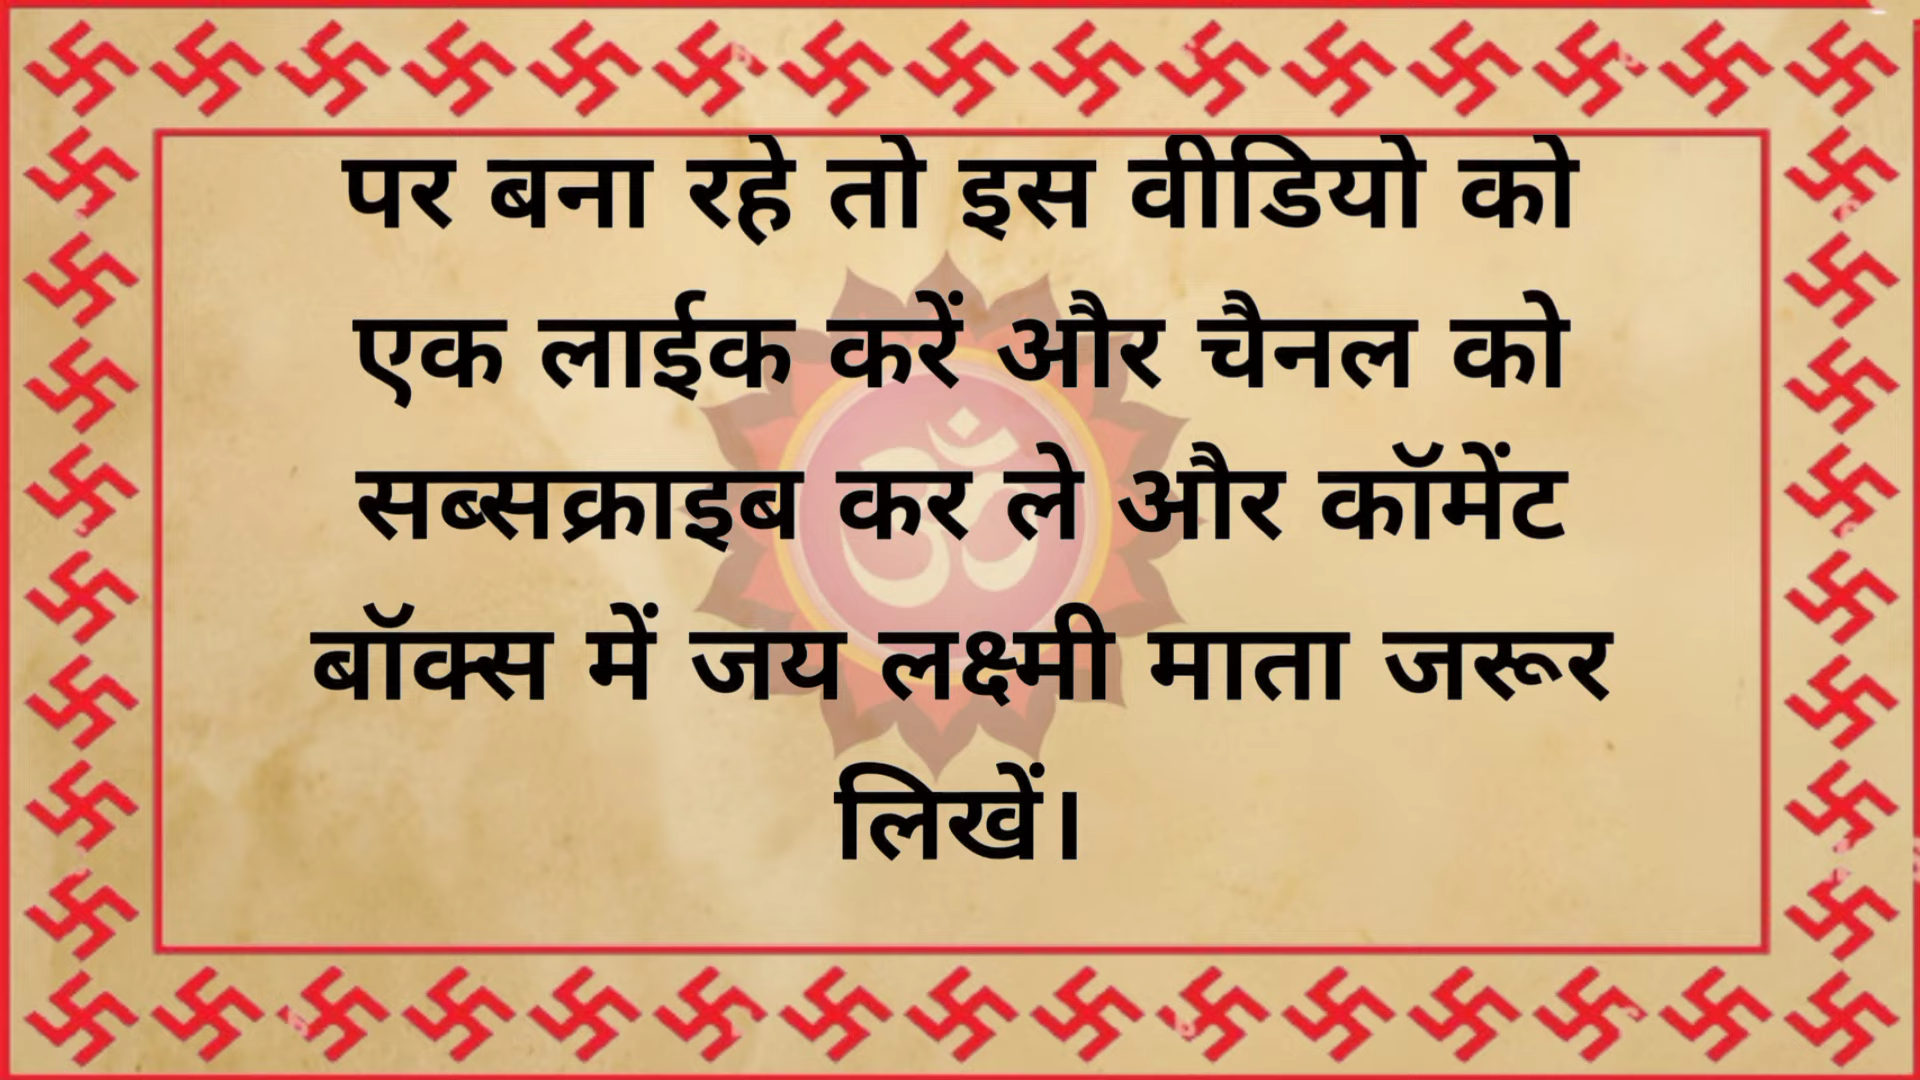 पर बना रहे तो इस वीडियो को
एक लाईक करें और चैनल को
सब्सक्राइब कर ले और कॉमेंट
बॉक्स में जय लक्ष्मी माता जरूर
लिखें।
ॐ